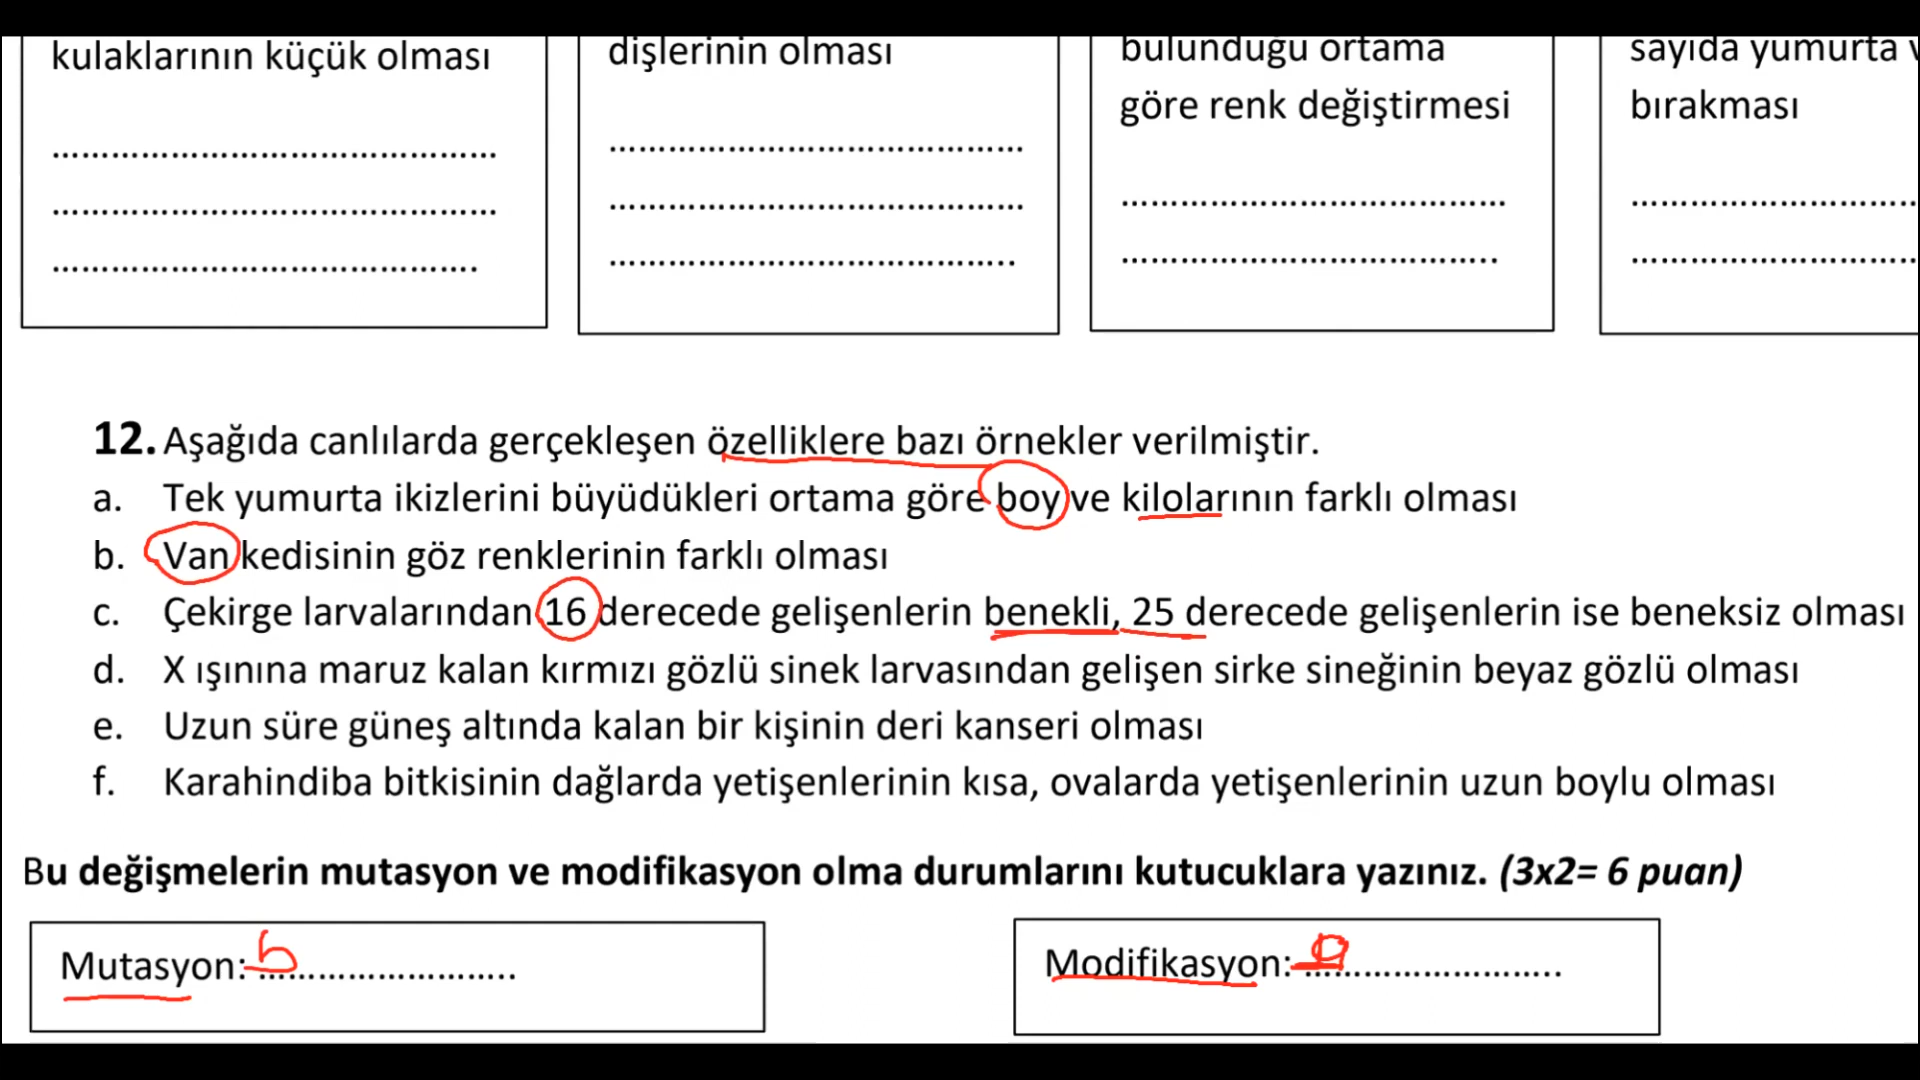 kulaklarının küçük olması
dişlerinin olması
bulunduğu ortama
göre renk değiştirmesi
sayıda yumurta
bırakması
12. Aşağıda canlılarda gerçekleşen özelliklere bazı örnekler verilmiştir.
a. Tek yumurta ikizlerini büyüdükleri ortama göre boy ve kilolarının farklı olması
b. Van kedisinin göz renklerinin farklı olması
c. Çekirge larvalarından 16 derecede gelişenlerin benekli, 25 derecede gelişenlerin ise beneksiz olması
d. X ışınına maruz kalan kırmızı gözlü sinek larvasından gelişen sirke sineğinin beyaz gözlü olması
e. Uzun süre güneş altında kalan bir kişinin deri kanseri olması
f. Karahindiba bitkisinin dağlarda yetişenlerinin kısa, ovalarda yetişenlerinin uzun boylu olması
Bu değişmelerin mutasyon ve modifikasyon olma durumlarını kutucuklara yazınız. (3x2= 6 puan)
Mutasyon: b
Modifikasyon: a